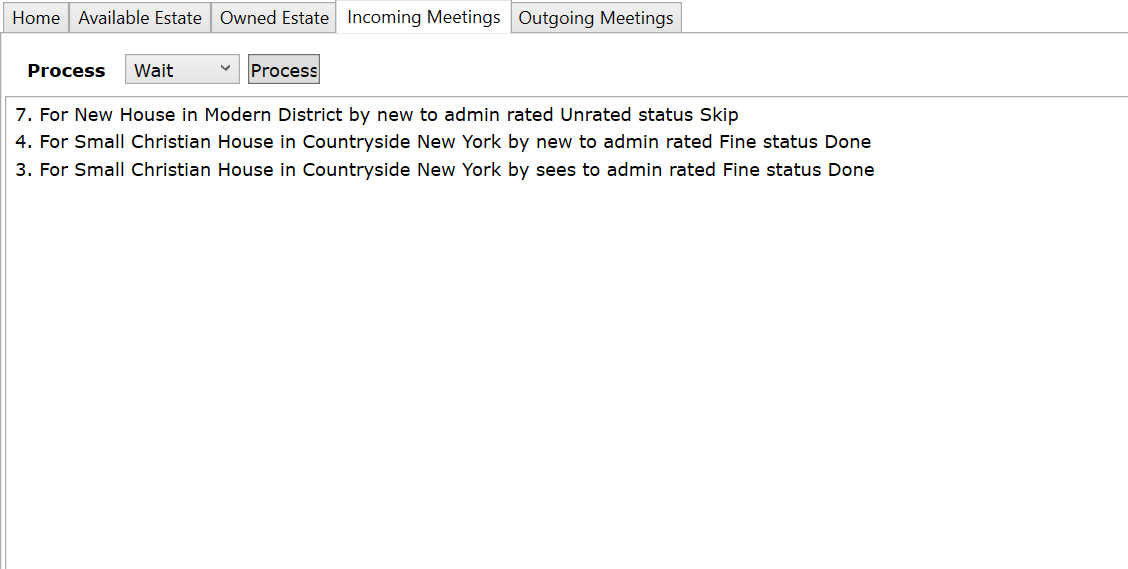 Home Available Estate Owned Estate Incoming Meetings Outgoing Meetings
Process Wait Process
7. For New House in Modern District by new to admin rated Unrated status Skip
4. For Small Christian House in Countryside New York by new to admin rated Fine status Done
3. For Small Christian House in Countryside New York by sees to admin rated Fine status Done